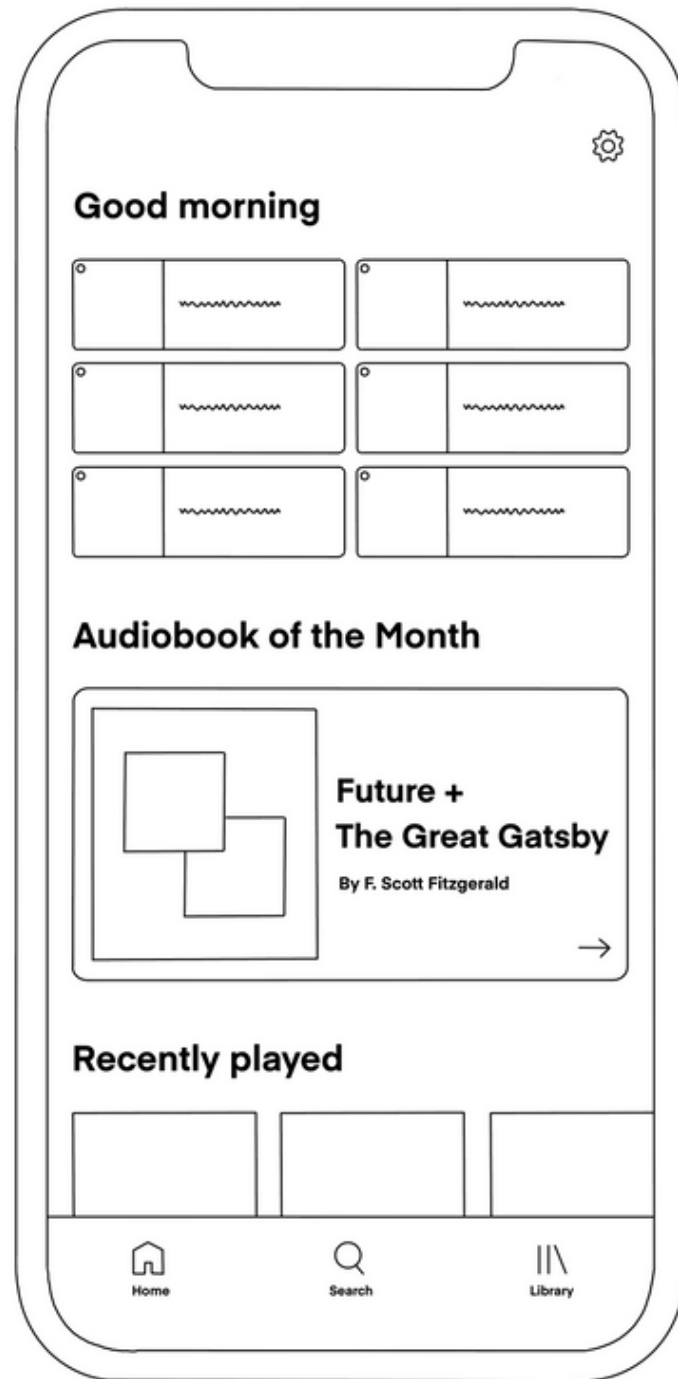 Good morning
Audiobook of the Month
Future +
The Great Gatsby
By F. Scott Fitzgerald
Recently played
Home
Search
Library